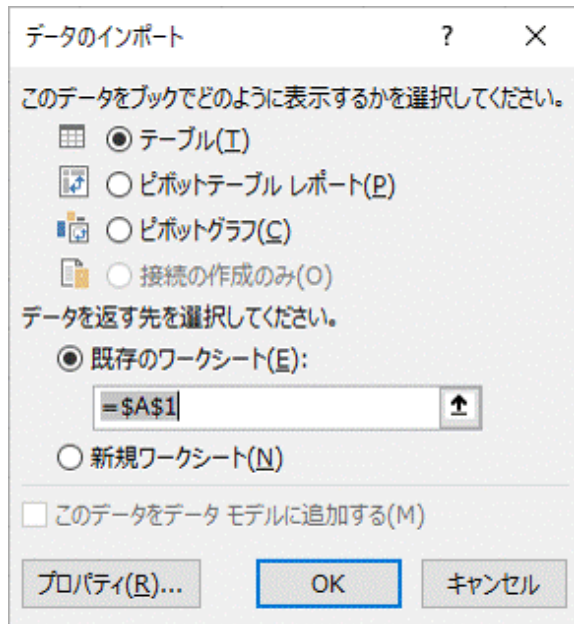 データのインポート ? ×
このデータをブックでどのように表示するかを選択してください。
テーブル(T)
ピボットテーブル レポート(P)
ピボットグラフ(C)
接続の作成のみ(O)
データを返す先を選択してください。
既存のワークシート(E):
=$A$1
新規ワークシート(N)
このデータをデータ モデルに追加する(M)
プロパティ(R)... OK キャンセル